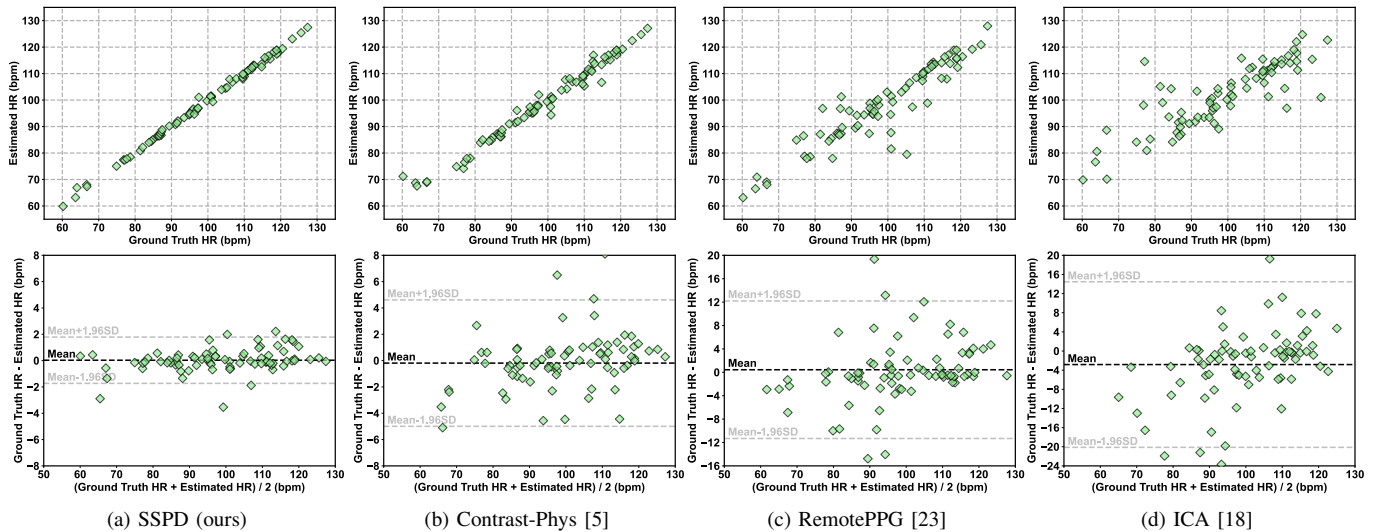 130
120
110
100
90
80
70
60
Estimated HR (bpm)
60 70 80 90 100 110 120 130
Ground Truth HR (bpm)
130
120
110
100
90
80
70
60
Estimated HR (bpm)
60 70 80 90 100 110 120 130
Ground Truth HR (bpm)
130
120
110
100
90
80
70
60
Estimated HR (bpm)
60 70 80 90 100 110 120 130
Ground Truth HR (bpm)
130
120
110
100
90
80
70
60
Estimated HR (bpm)
60 70 80 90 100 110 120 130
Ground Truth HR (bpm)
8
6
4
2
0
−2
−4
−6
−8
Ground Truth HR - Estimated HR (bpm)
Mean+1.96SD
Mean
Mean-1.96SD
50 60 70 80 90 100 110 120 130
(Ground Truth HR + Estimated HR) / 2 (bpm)
8
6
4
2
0
−2
−4
−6
−8
Ground Truth HR - Estimated HR (bpm)
Mean+1.96SD
Mean
Mean-1.96SD
50 60 70 80 90 100 110 120 130
(Ground Truth HR + Estimated HR) / 2 (bpm)
20
16
12
8
4
0
−4
−8
−12
−16
Ground Truth HR - Estimated HR (bpm)
Mean+1.96SD
Mean
Mean-1.96SD
50 60 70 80 90 100 110 120 130
(Ground Truth HR + Estimated HR) / 2 (bpm)
20
16
12
8
4
0
−4
−8
−12
−16
−20
−24
Ground Truth HR - Estimated HR (bpm)
Mean+1.96SD
Mean
Mean-1.96SD
50 60 70 80 90 100 110 120 130
(Ground Truth HR + Estimated HR) / 2 (bpm)
(a) SSPD (ours)
(b) Contrast-Phys [5]
(c) RemotePPG [23]
(d) ICA [18]